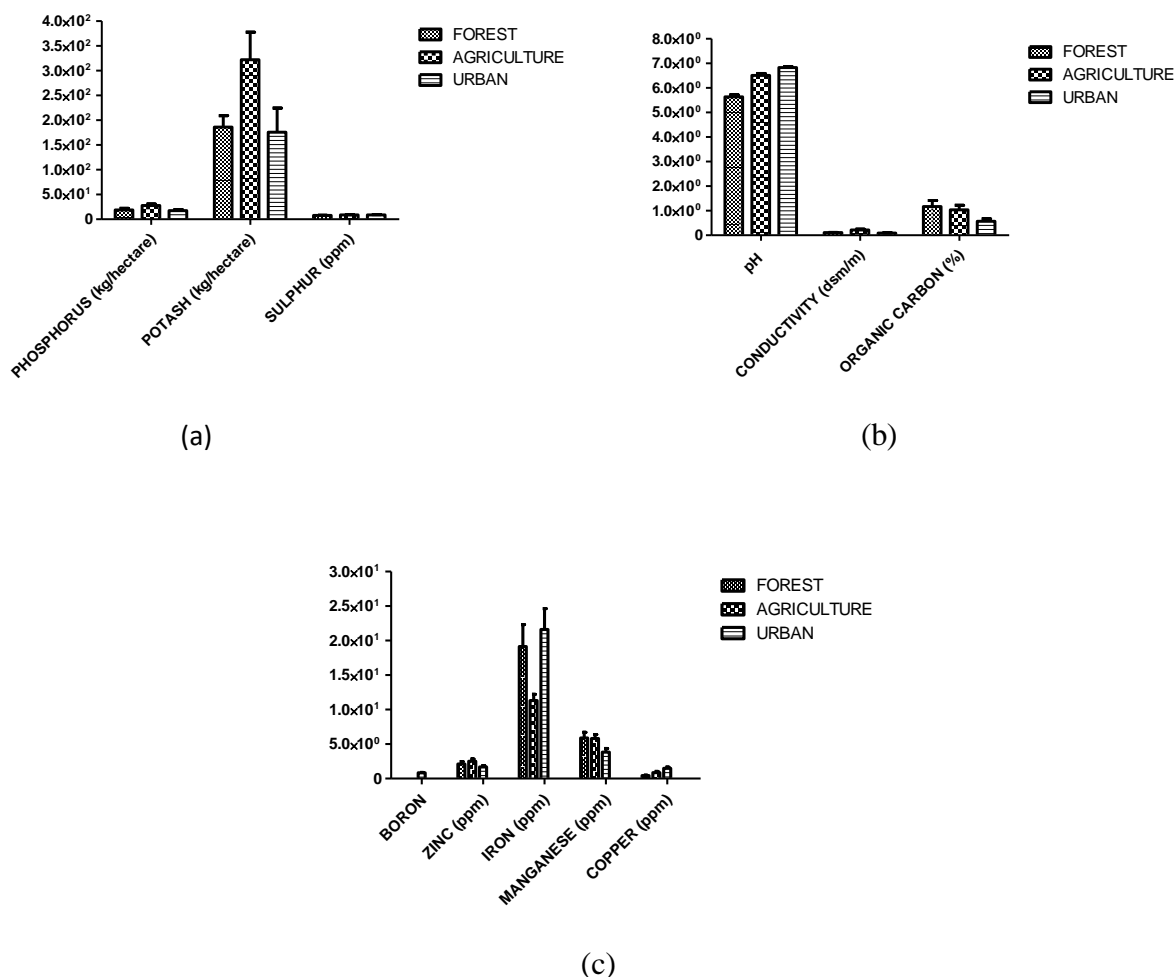 4.0×10²
3.5×10²
3.0×10²
2.5×10²
2.0×10²
1.5×10²
1.0×10²
5.0×10¹
0
PHOSPHORUS (kg/hectare)
POTASH (kg/hectare)
SULPHUR (ppm)
FOREST
AGRICULTURE
URBAN
(a)
8.0×10⁰
7.0×10⁰
6.0×10⁰
5.0×10⁰
4.0×10⁰
3.0×10⁰
2.0×10⁰
1.0×10⁰
0
pH
CONDUCTIVITY (dsm/m)
ORGANIC CARBON (%)
FOREST
AGRICULTURE
URBAN
(b)
3.0×10¹
2.5×10¹
2.0×10¹
1.5×10¹
1.0×10¹
5.0×10⁰
0
BORON
ZINC (ppm)
IRON (ppm)
MANGANESE (ppm)
COPPER (ppm)
FOREST
AGRICULTURE
URBAN
(c)